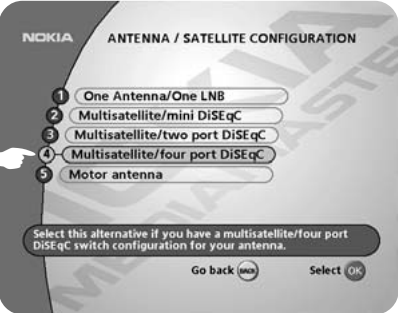 NOKIA
ANTENNA / SATELLITE CONFIGURATION
1 One Antenna/One LNB
2 Multisatellite/mini DiSEqC
3 Multisatellite/two port DiSEqC
4 Multisatellite/four port DiSEqC
5 Motor antenna
Select this alternative if you have a multisatellite/four port
DiSEqC switch configuration for your antenna.
Go back BACK Select OK
NOKIA
MEDIAMASTER